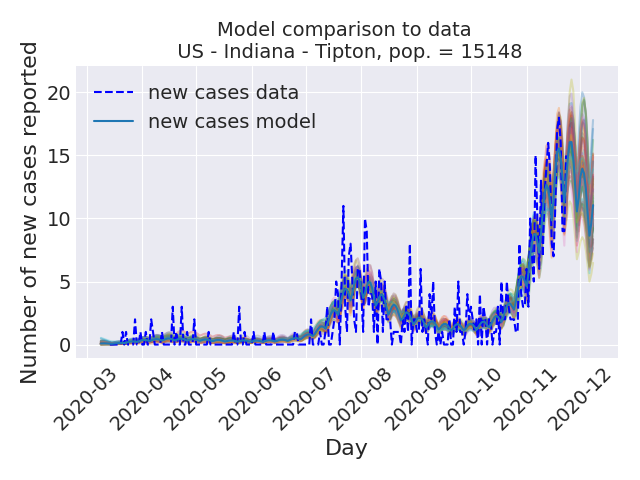 Model comparison to data
US - Indiana - Tipton, pop. = 15148
Number of new cases reported
20
15
10
5
0
new cases data
new cases model
2020-03
2020-04
2020-05
2020-06
2020-07
2020-08
2020-09
2020-10
2020-11
2020-12
Day